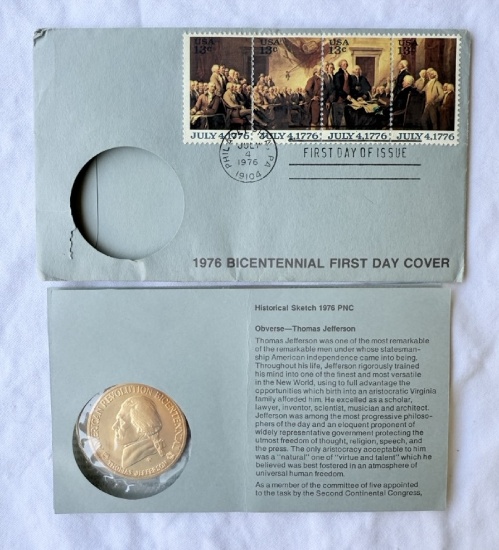 USA USA USA USA
13c 13c 13c 13c
JULY 4,1776 JULY 4,1776 JULY 4,1776 JULY 4,1776
JULY
4
1976
19104
FIRST DAY OF ISSUE
1976 BICENTENNIAL FIRST DAY COVER
Historical Sketch 1976 PNC
Obverse—Thomas Jefferson
Thomas Jefferson was one of the most remarkable
of the remarkable men under whose statesman-
ship American independence came into being.
Throughout his life, Jefferson rigorously trained
his mind into one of the finest and most versatile
in the New World, using to full advantage the
opportunities which birth into an aristocratic Virginia
family afforded him. He excelled as a scholar,
lawyer, inventor, scientist, musician and architect.
Jefferson was among the most progressive philoso-
phers of the day and an eloquent proponent of
widely representative government protecting the
utmost freedom of thought, religion, speech, and
the press. The only aristocracy acceptable to him
was a "natural" one of "virtue and talent" which he
believed was best fostered in an atmosphere of
universal human freedom.
As a member of the committee of five appointed
to the task by the Second Continental Congress,
REVOLUTION BICENTENNIAL
THOMAS JEFFERSON